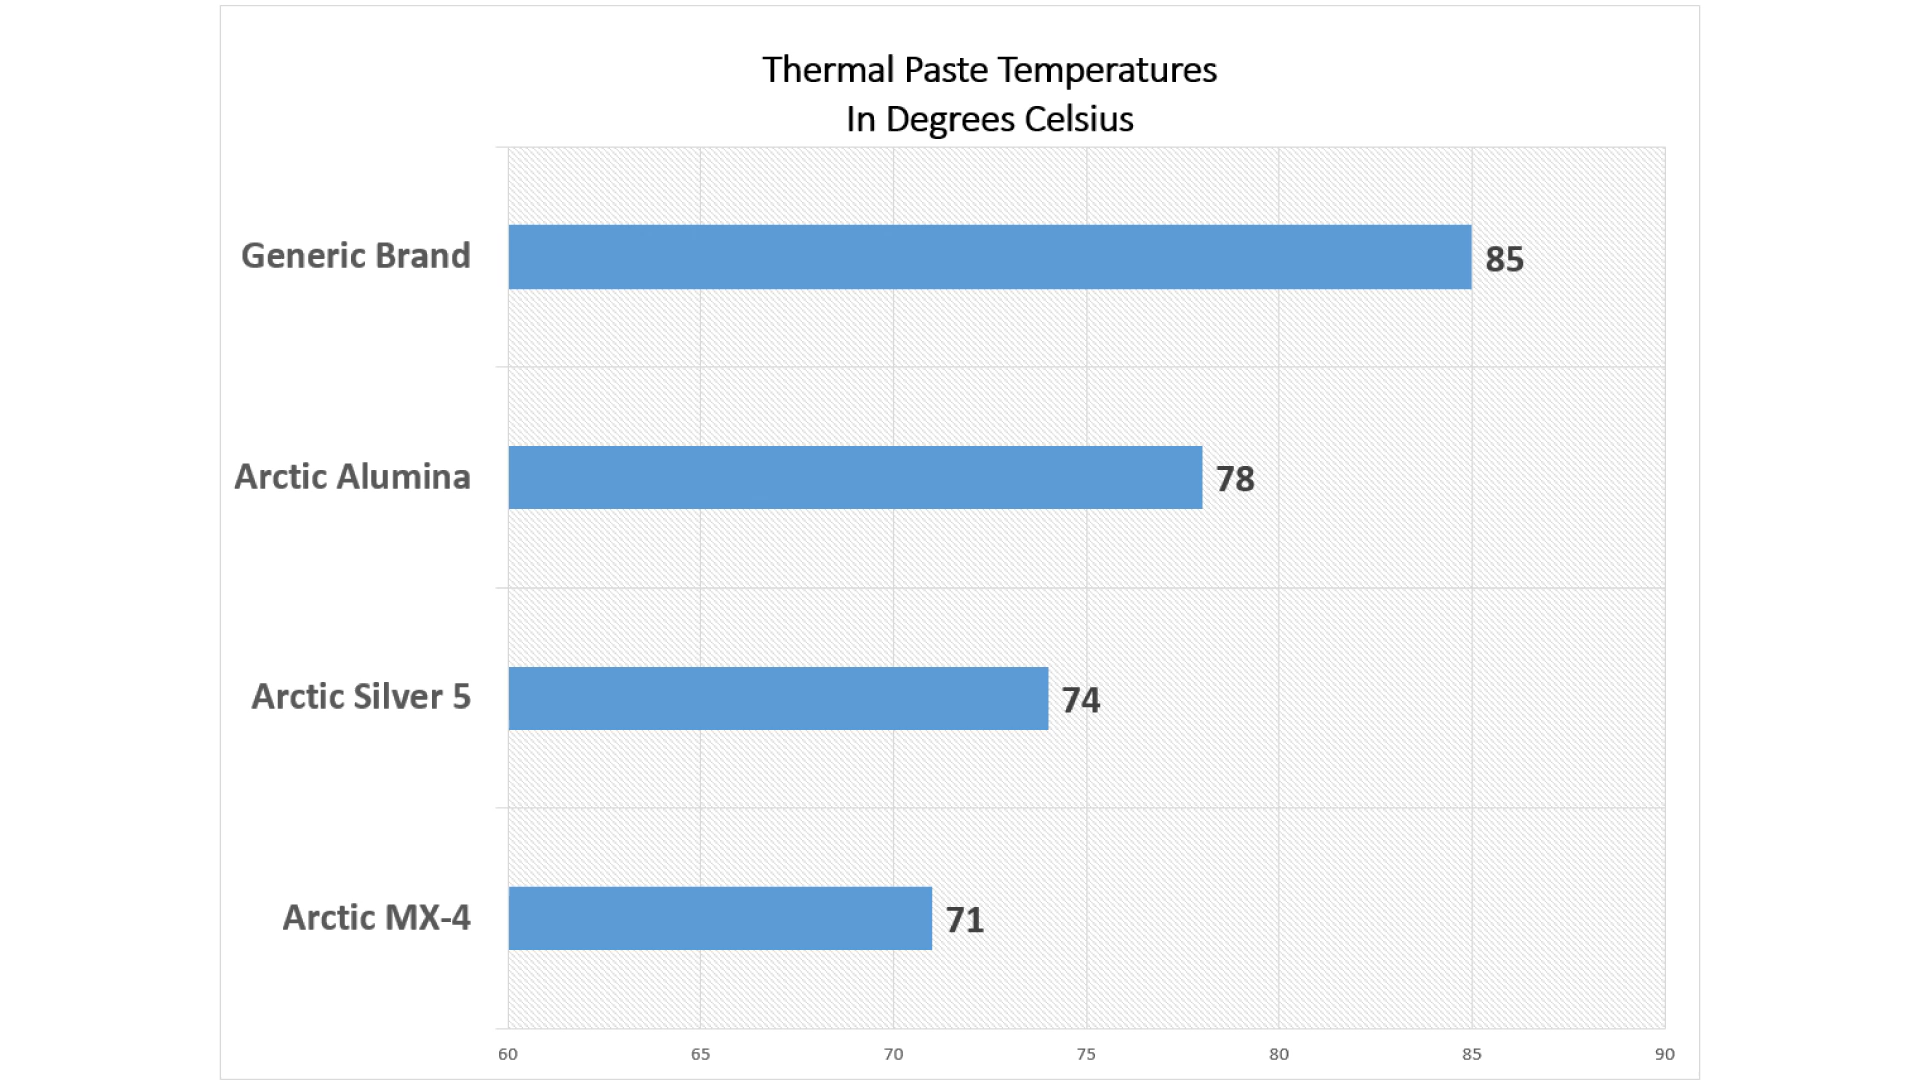 Thermal Paste Temperatures
In Degrees Celsius
Generic Brand 85
Arctic Alumina 78
Arctic Silver 5 74
Arctic MX-4 71
60 65 70 75 80 85 90